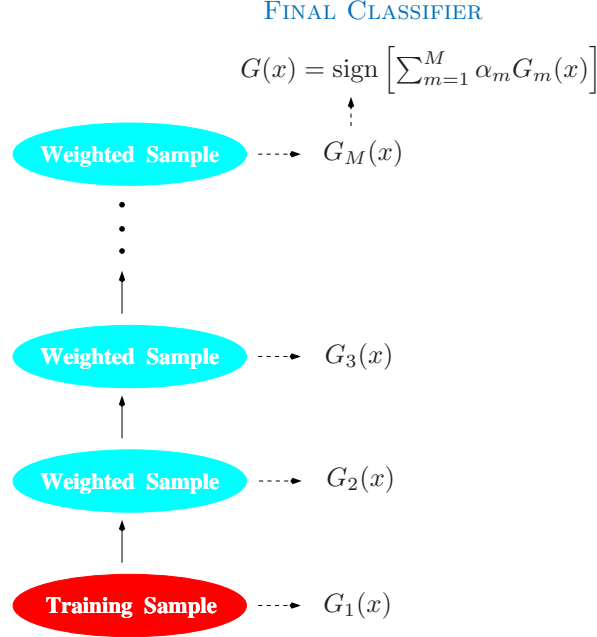 FINAL CLASSIFIER
G(x) = sign [∑_{m=1}^{M} α_m G_m(x)]
Weighted Sample G_M(x)
Weighted Sample G_3(x)
Weighted Sample G_2(x)
Training Sample G_1(x)